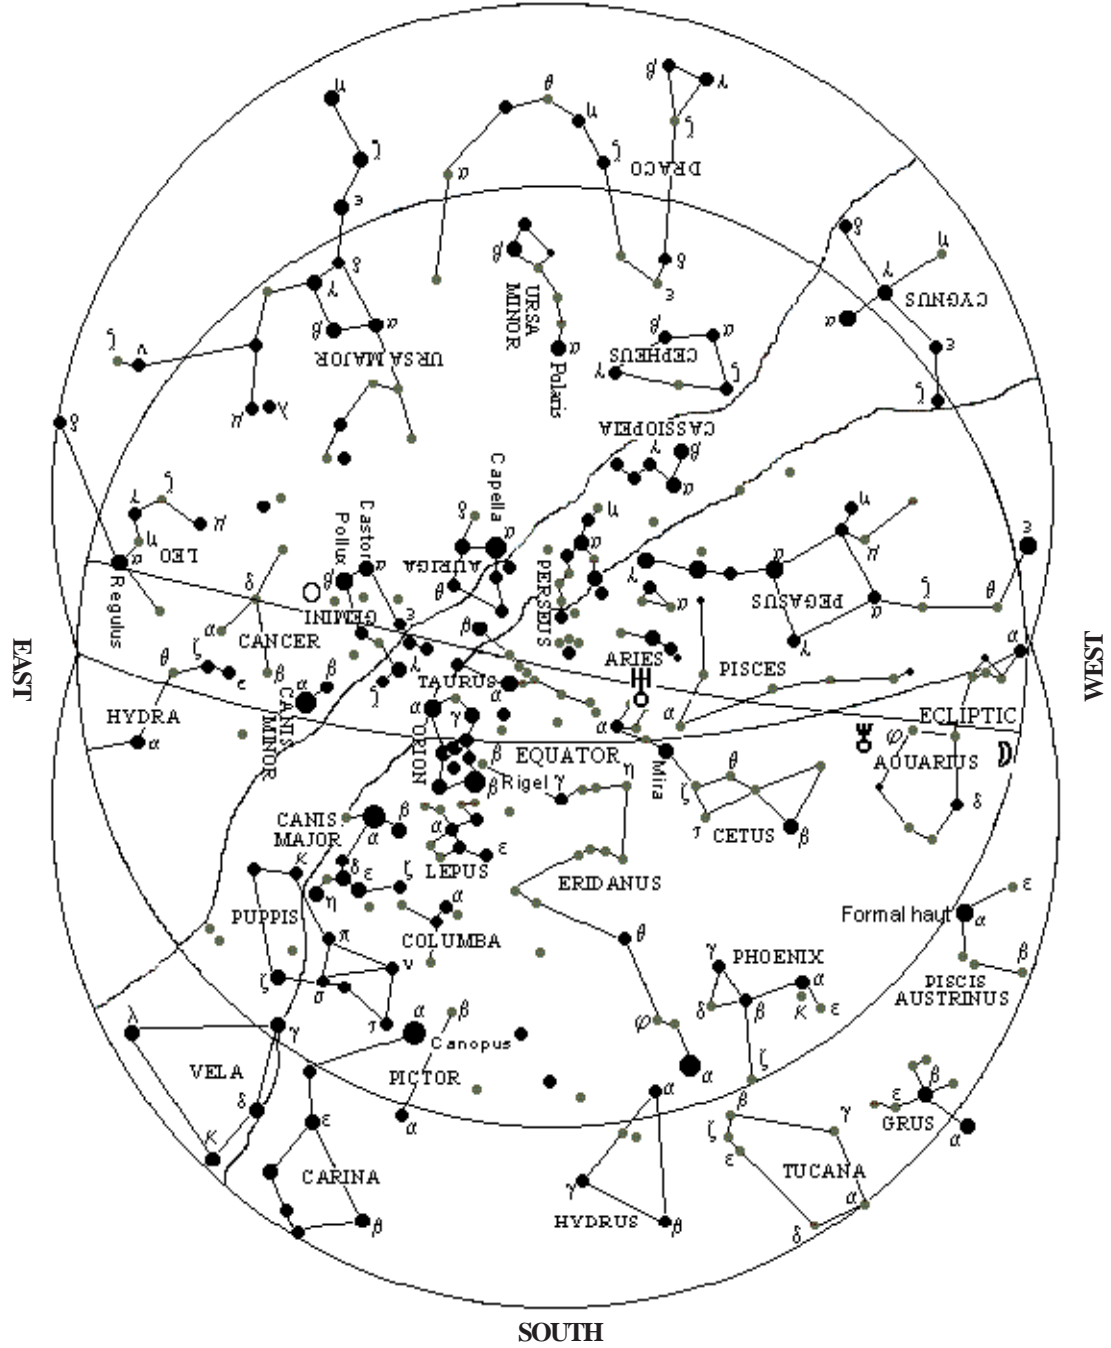 μ
β
γ
θ
μ
ζ
ζ
ζ
DRACO
α
ε
δ
μ
β
δ
δ
γ
ε
γ
URSA
MINOR
CYGNUS
α
β
α
β
α
CEPHEUS
ε
URSA MAJOR
α
Polaris
ζ
ν
γ
ζ
ζ
μ
λ
δ
CASSIOPEIA
γ
β
Capella
α
ζ
γ
μ
Castor
Pollux
δ
α
μ
μ
ε
η
LEO
α
Regulus
AURIGA
PERSEUS
γ
α
μ
α
β
GEMINI
θ
PEGASUS
α
ζ
θ
δ
CANCER
α
ε
β
γ
ARIES
α
EAST
WEST
θ
ζ
ε
β
β
α
γ
ζ
TAURUS
α
PISCES
HYDRA
α
CANIS
MINOR
α
γ
ORION
α
α
ECLIPTIC
EQUATOR
β
β
Rigel
γ
η
Mira
θ
ζ
φ
AQUARIUS
δ
CANIS
MAJOR
α
β
α
LEPUS
ε
τ
CETUS
β
κ
δ
ε
ζ
η
ERIDANUS
PUPPIS
α
COLUMBA
Formal haut
α
ε
π
ν
θ
γ
PHOENIX
α
PISCIS
AUSTRINUS
β
ζ
σ
δ
β
κ
ε
λ
γ
τ
α
Canopus
β
φ
VELA
PICTOR
α
ζ
δ
α
α
β
ε
β
GRUS
α
κ
ε
ζ
ε
γ
CARINA
TUCANA
γ
α
β
HYDRUS
β
δ
SOUTH